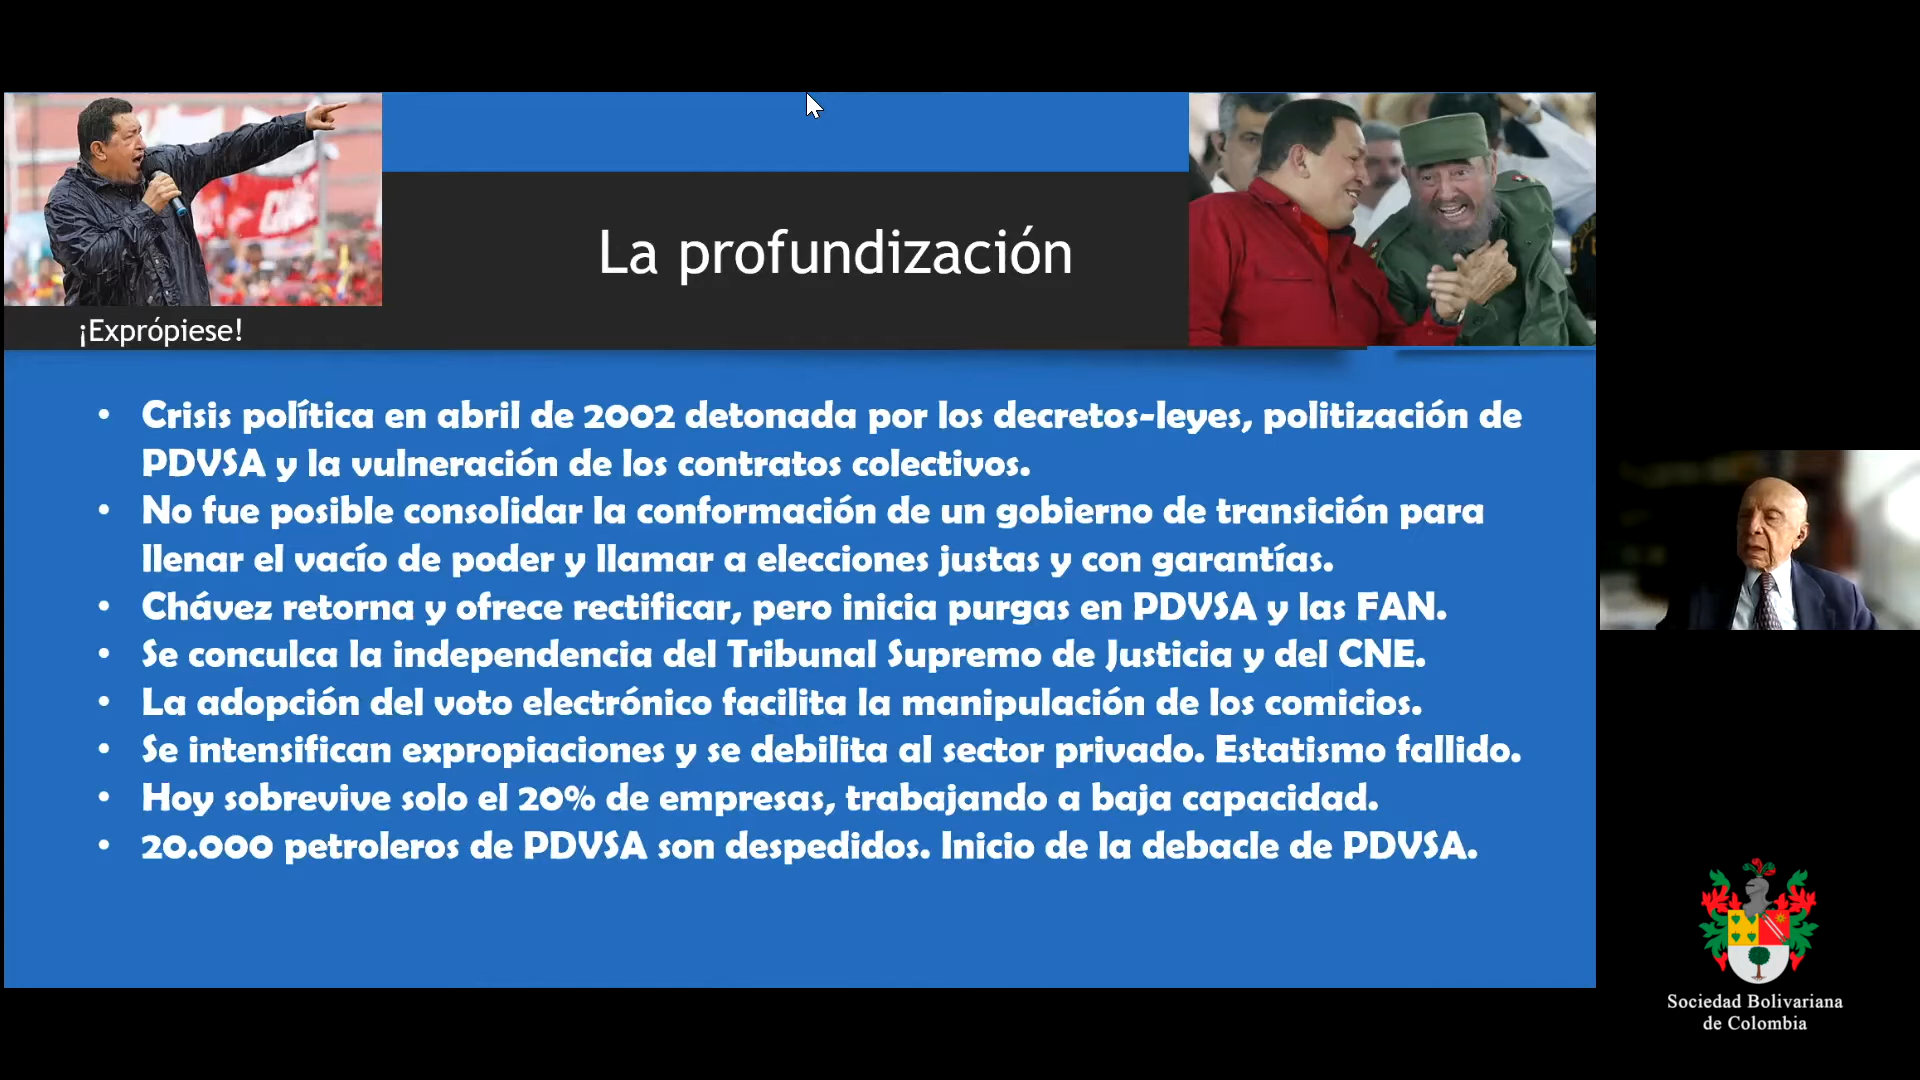 La profundización
¡Exprópiese!
• Crisis política en abril de 2002 detonada por los decretos-leyes, politización de
PDVSA y la vulneración de los contratos colectivos.
• No fue posible consolidar la conformación de un gobierno de transición para
llenar el vacío de poder y llamar a elecciones justas y con garantías.
• Chávez retorna y ofrece rectificar, pero inicia purgas en PDVSA y las FAN.
• Se conculca la independencia del Tribunal Supremo de Justicia y del CNE.
• La adopción del voto electrónico facilita la manipulación de los comicios.
• Se intensifican expropiaciones y se debilita al sector privado. Estatismo fallido.
• Hoy sobrevive solo el 20% de empresas, trabajando a baja capacidad.
• 20.000 petroleros de PDVSA son despedidos. Inicio de la debacle de PDVSA.
Sociedad Bolivariana
de Colombia